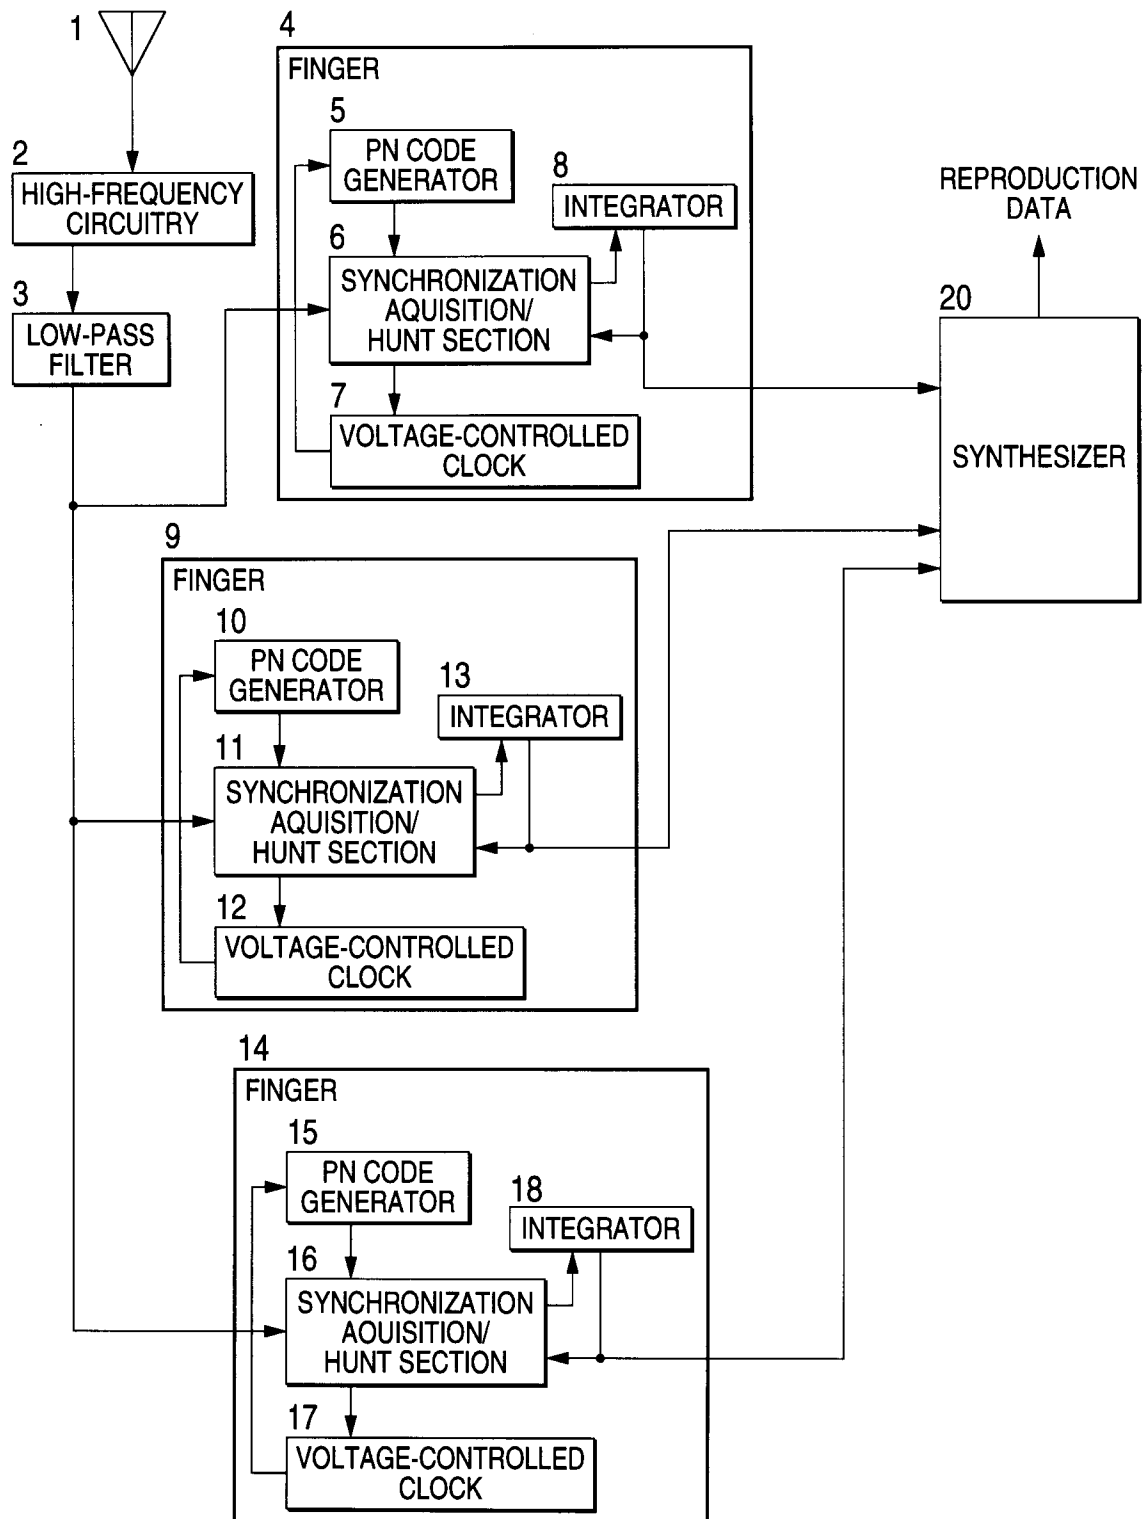 1
2
HIGH-FREQUENCY
CIRCUITRY
3
LOW-PASS
FILTER
4
FINGER
5
PN CODE
GENERATOR
6
SYNCHRONIZATION
AQUISITION/
HUNT SECTION
7
VOLTAGE-CONTROLLED
CLOCK
8
INTEGRATOR
9
FINGER
10
PN CODE
GENERATOR
11
SYNCHRONIZATION
AQUISITION/
HUNT SECTION
12
VOLTAGE-CONTROLLED
CLOCK
13
INTEGRATOR
14
FINGER
15
PN CODE
GENERATOR
16
SYNCHRONIZATION
AOUISITION/
HUNT SECTION
17
VOLTAGE-CONTROLLED
CLOCK
18
INTEGRATOR
REPRODUCTION
DATA
20
SYNTHESIZER